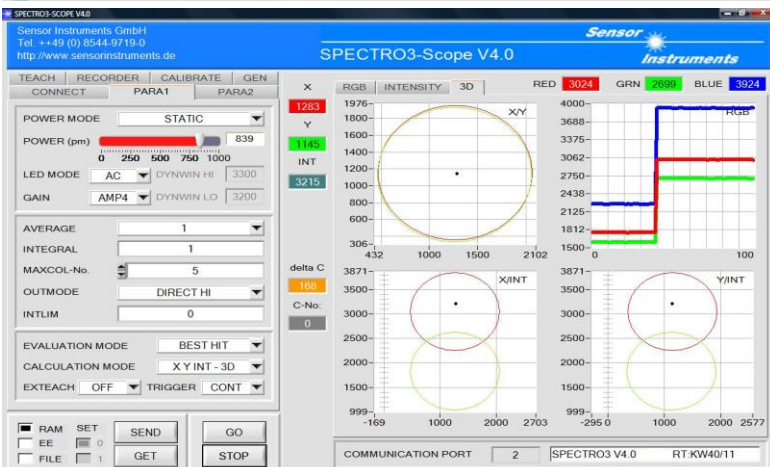 SPECTRO3-SCOPE V4.0
Sensor Instruments GmbH
Tel. ++49 (0) 8544-9719-0
http://www.sensorinstruments.de
SPECTRO3-Scope V4.0
Sensor
Instruments
TEACH RECORDER CALIBRATE GEN
CONNECT PARA1 PARA2
POWER MODE STATIC
POWER (pm) 839
0 250 500 750 1000
LED MODE AC DYNWIN HI 3300
GAIN AMP4 DYNWIN LO 3200
AVERAGE 1
INTEGRAL 1
MAXCOL-No. 5
OUTMODE DIRECT HI
INTLIM 0
EVALUATION MODE BEST HIT
CALCULATION MODE X Y INT - 3D
EXTEACH OFF TRIGGER CONT
RAM SET SEND GO
EE 0
FILE 1 GET STOP
X
1283
Y
1145
INT
3215
delta C
168
C-No:
0
RGB INTENSITY 3D RED 3024 GRN 2699 BLUE 3924
X/Y
1976
1800
1600
1400
1200
1000
800
600
306
432 1000 1500 2102
RGB
4000
3688
3375
3062
2750
2438
2125
1812
1500
0 100
X/INT
3871
3500
3000
2500
2000
1500
999
-169 1000 2000 2703
Y/INT
3871
3500
3000
2500
2000
1500
999
-295 0 1000 2000 2577
COMMUNICATION PORT 2 SPECTRO3 V4.0 RT:KW40/11